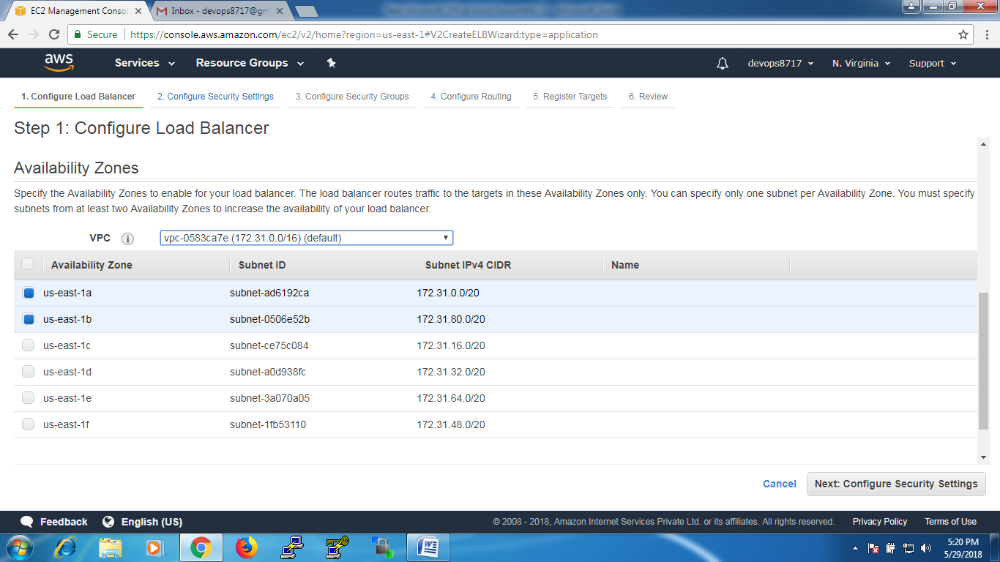 EC2 Management Consol
Inbox - devops8717@gm
Secure
https://console.aws.amazon.com/ec2/v2/home?region=us-east-1#V2CreateELBWizard:type=application
aws
Services
Resource Groups
devops8717
N. Virginia
Support
1. Configure Load Balancer
2. Configure Security Settings
3. Configure Security Groups
4. Configure Routing
5. Register Targets
6. Review
Step 1: Configure Load Balancer
Availability Zones
Specify the Availability Zones to enable for your load balancer. The load balancer routes traffic to the targets in these Availability Zones only. You can specify only one subnet per Availability Zone. You must specify
subnets from at least two Availability Zones to increase the availability of your load balancer.
VPC i vpc-0583ca7e (172.31.0.0/16) (default)
Availability Zone Subnet ID Subnet IPv4 CIDR Name
us-east-1a subnet-ad6192ca 172.31.0.0/20
us-east-1b subnet-0506e52b 172.31.80.0/20
us-east-1c subnet-ce75c084 172.31.16.0/20
us-east-1d subnet-a0d938fc 172.31.32.0/20
us-east-1e subnet-3a070a05 172.31.64.0/20
us-east-1f subnet-1fb53110 172.31.48.0/20
Cancel
Next: Configure Security Settings
Feedback
English (US)
© 2008 - 2018, Amazon Internet Services Private Ltd. or its affiliates. All rights reserved.
Privacy Policy
Terms of Use
5:20 PM
5/29/2018